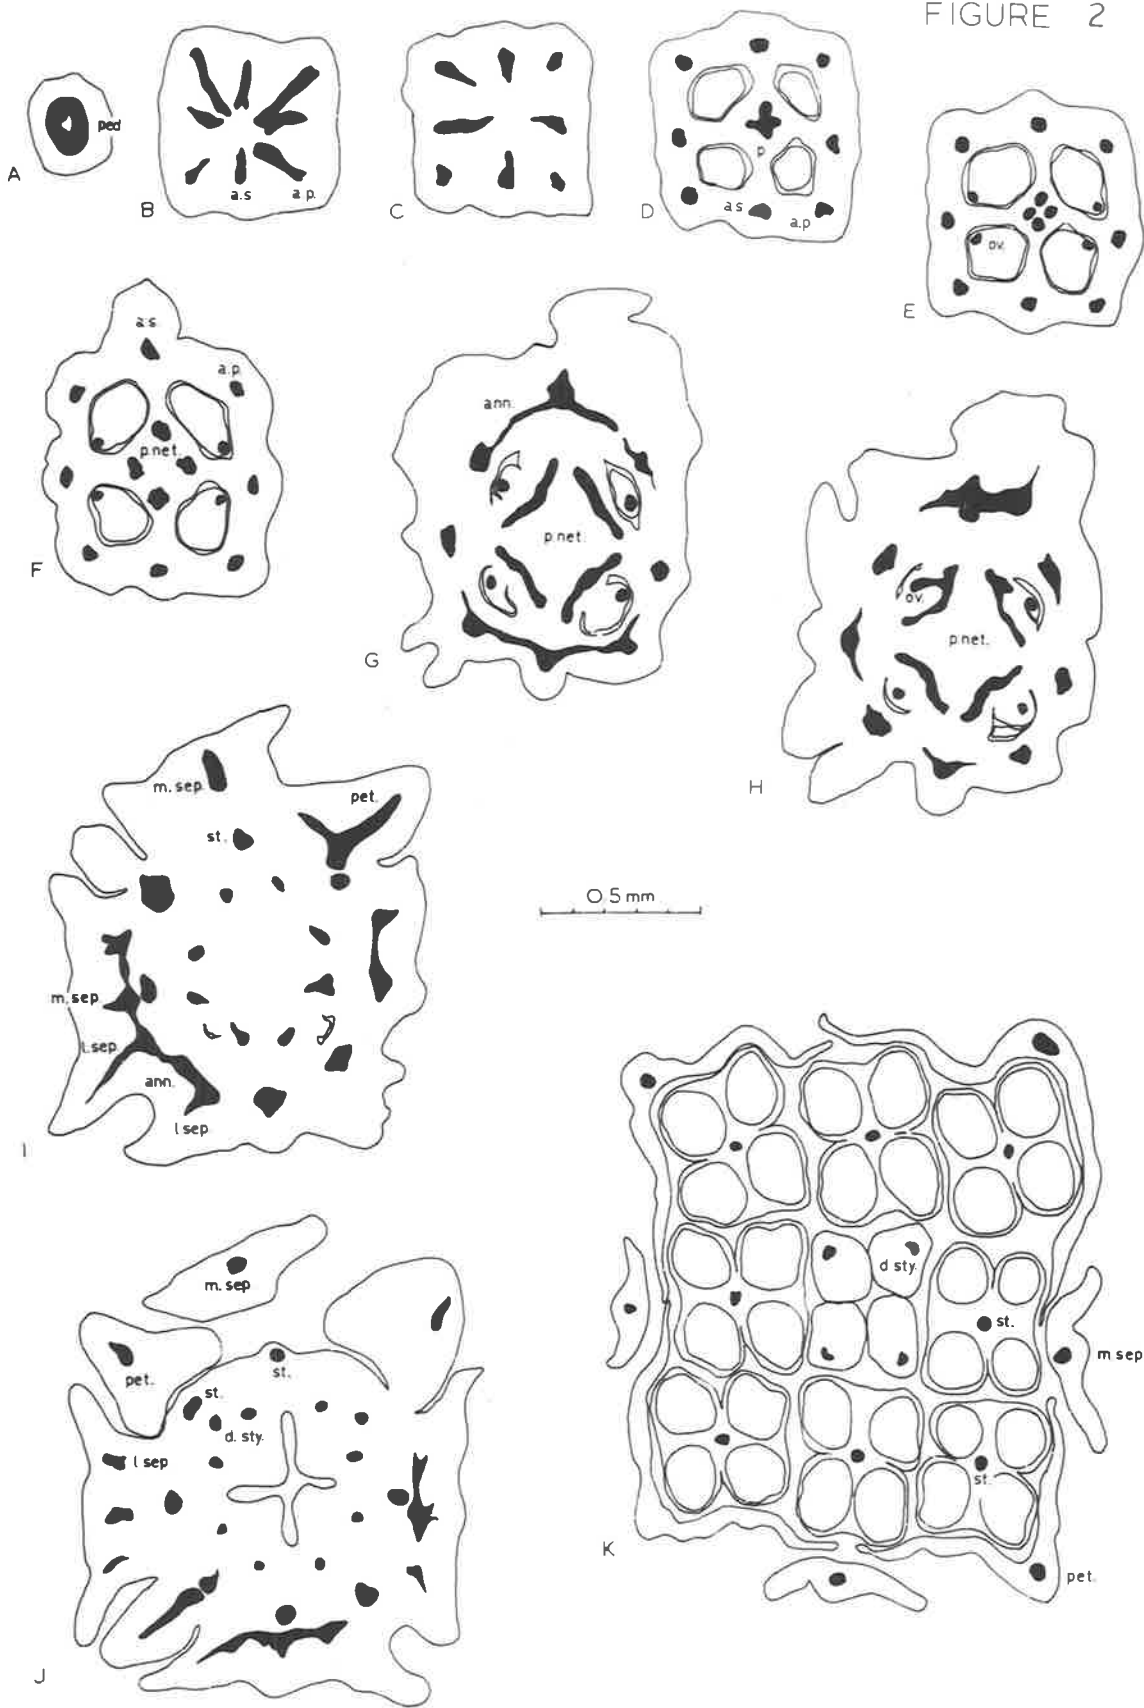 FIGURE 2
ped
A
B
a.s
a.p.
C
D
p
a.s
a.p
E
ov.
F
a.s
a.p.
p.net.
G
ann.
p.net.
H
ov.
p.net.
I
m.sep.
pet.
st.
m.sep
l.sep.
ann.
l.sep
0.5 mm
J
m.sep
pet.
st.
st.
d.sty.
l.sep
K
d sty.
st.
m sep
st.
pet.